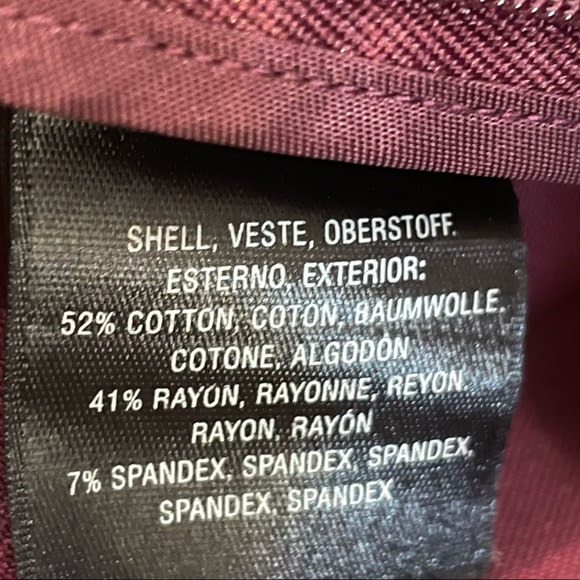 SHELL, VESTE, OBERSTOFF.
ESTERNO, EXTERIOR:
52% COTTON, COTON, BAUMWOLLE,
COTONE, ALGODÓN
41% RAYON, RAYONNE, REYON,
RAYON, RAYÓN
7% SPANDEX, SPANDEX, SPANDEX,
SPANDEX, SPANDEX